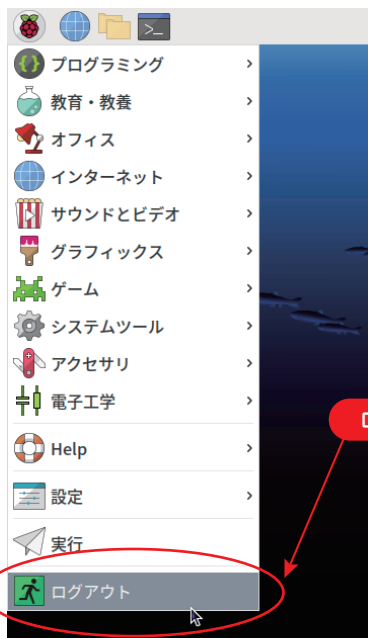 プログラミング
教育・教養
オフィス
インターネット
サウンドとビデオ
グラフィックス
ゲーム
システムツール
アクセサリ
電子工学
Help
設定
実行
ログアウト